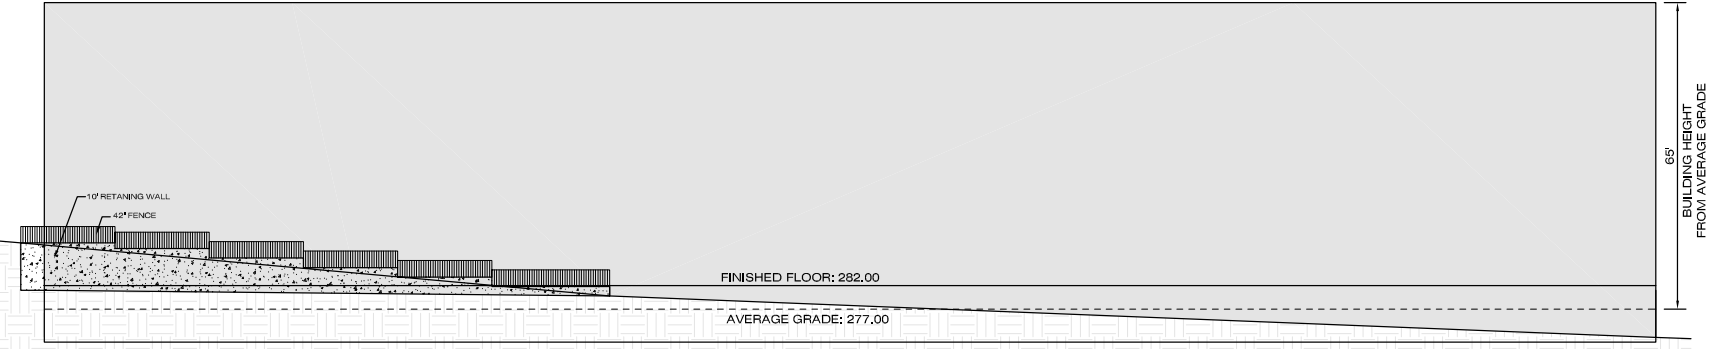 10' RETANING WALL
42" FENCE
FINISHED FLOOR: 282.00
AVERAGE GRADE: 277.00
65'
BUILDING HEIGHT
FROM AVERAGE GRADE